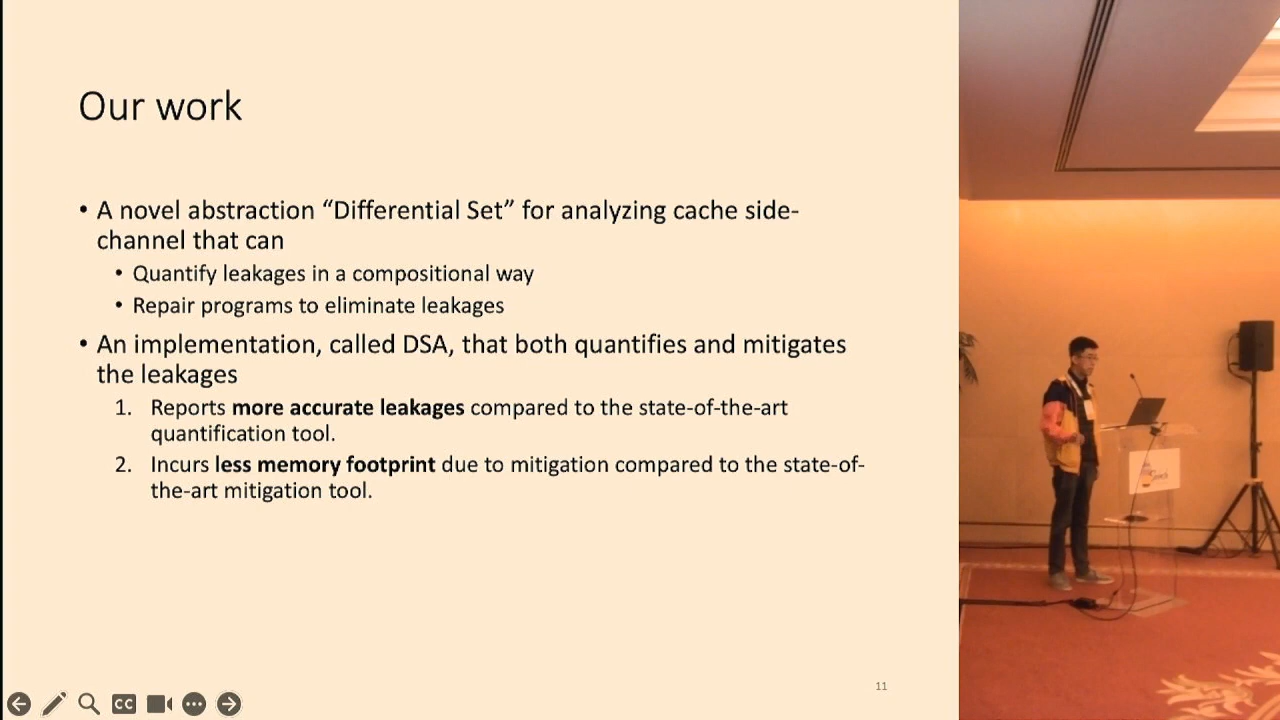 Our work
• A novel abstraction “Differential Set” for analyzing cache side-
channel that can
• Quantify leakages in a compositional way
• Repair programs to eliminate leakages
• An implementation, called DSA, that both quantifies and mitigates
the leakages
1. Reports more accurate leakages compared to the state-of-the-art
quantification tool.
2. Incurs less memory footprint due to mitigation compared to the state-of-
the-art mitigation tool.
11
CC